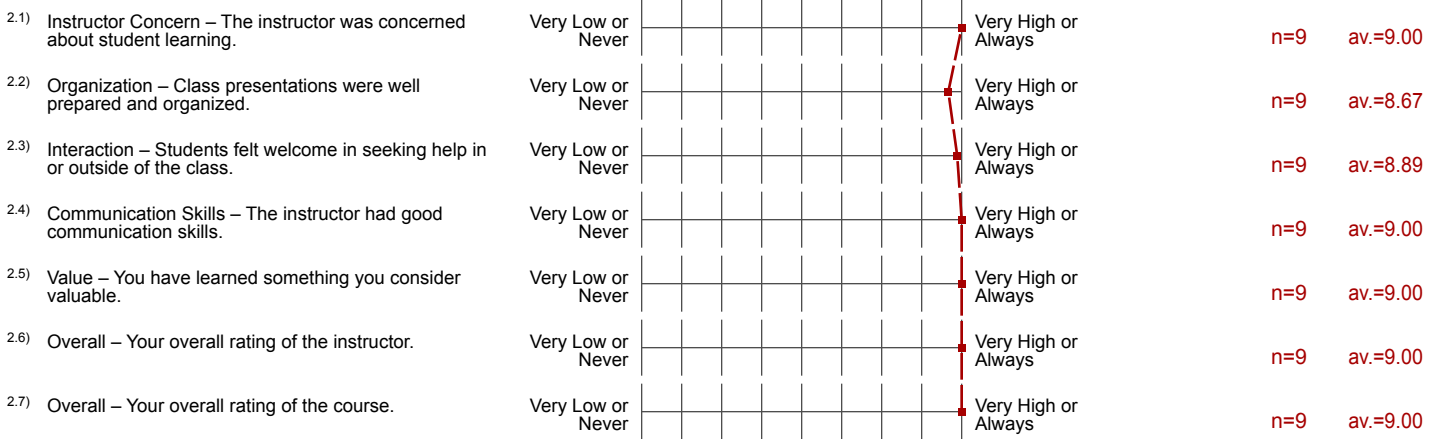 2.1) Instructor Concern – The instructor was concerned Very Low or Very High or
about student learning. Never Always n=9 av.=9.00
2.2) Organization – Class presentations were well Very Low or Very High or
prepared and organized. Never Always n=9 av.=8.67
2.3) Interaction – Students felt welcome in seeking help in Very Low or Very High or
or outside of the class. Never Always n=9 av.=8.89
2.4) Communication Skills – The instructor had good Very Low or Very High or
communication skills. Never Always n=9 av.=9.00
2.5) Value – You have learned something you consider Very Low or Very High or
valuable. Never Always n=9 av.=9.00
2.6) Overall – Your overall rating of the instructor. Very Low or Very High or
Never Always n=9 av.=9.00
2.7) Overall – Your overall rating of the course. Very Low or Very High or
Never Always n=9 av.=9.00